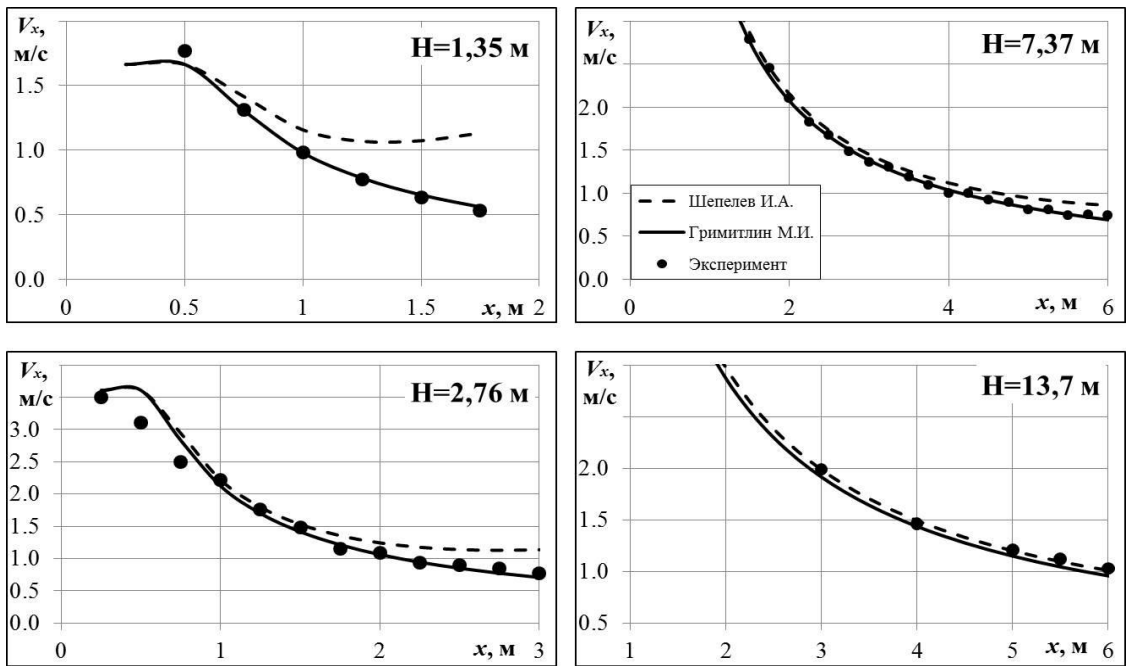 Vx,
м/с
H=1,35 м
1.5
1.0
0.5
0.0
0 0.5 1 1.5 x, м 2
Vx,
м/с
H=7,37 м
2.0
1.5
1.0
0.5
0.0
Шепелев И.А.
Гримитлин М.И.
Эксперимент
0 2 4 x, м 6
Vx,
м/с
H=2,76 м
3.0
2.5
2.0
1.5
1.0
0.5
0.0
0 1 2 x, м 3
Vx,
м/с
H=13,7 м
2.0
1.5
1.0
0.5
1 2 3 4 5 x, м 6